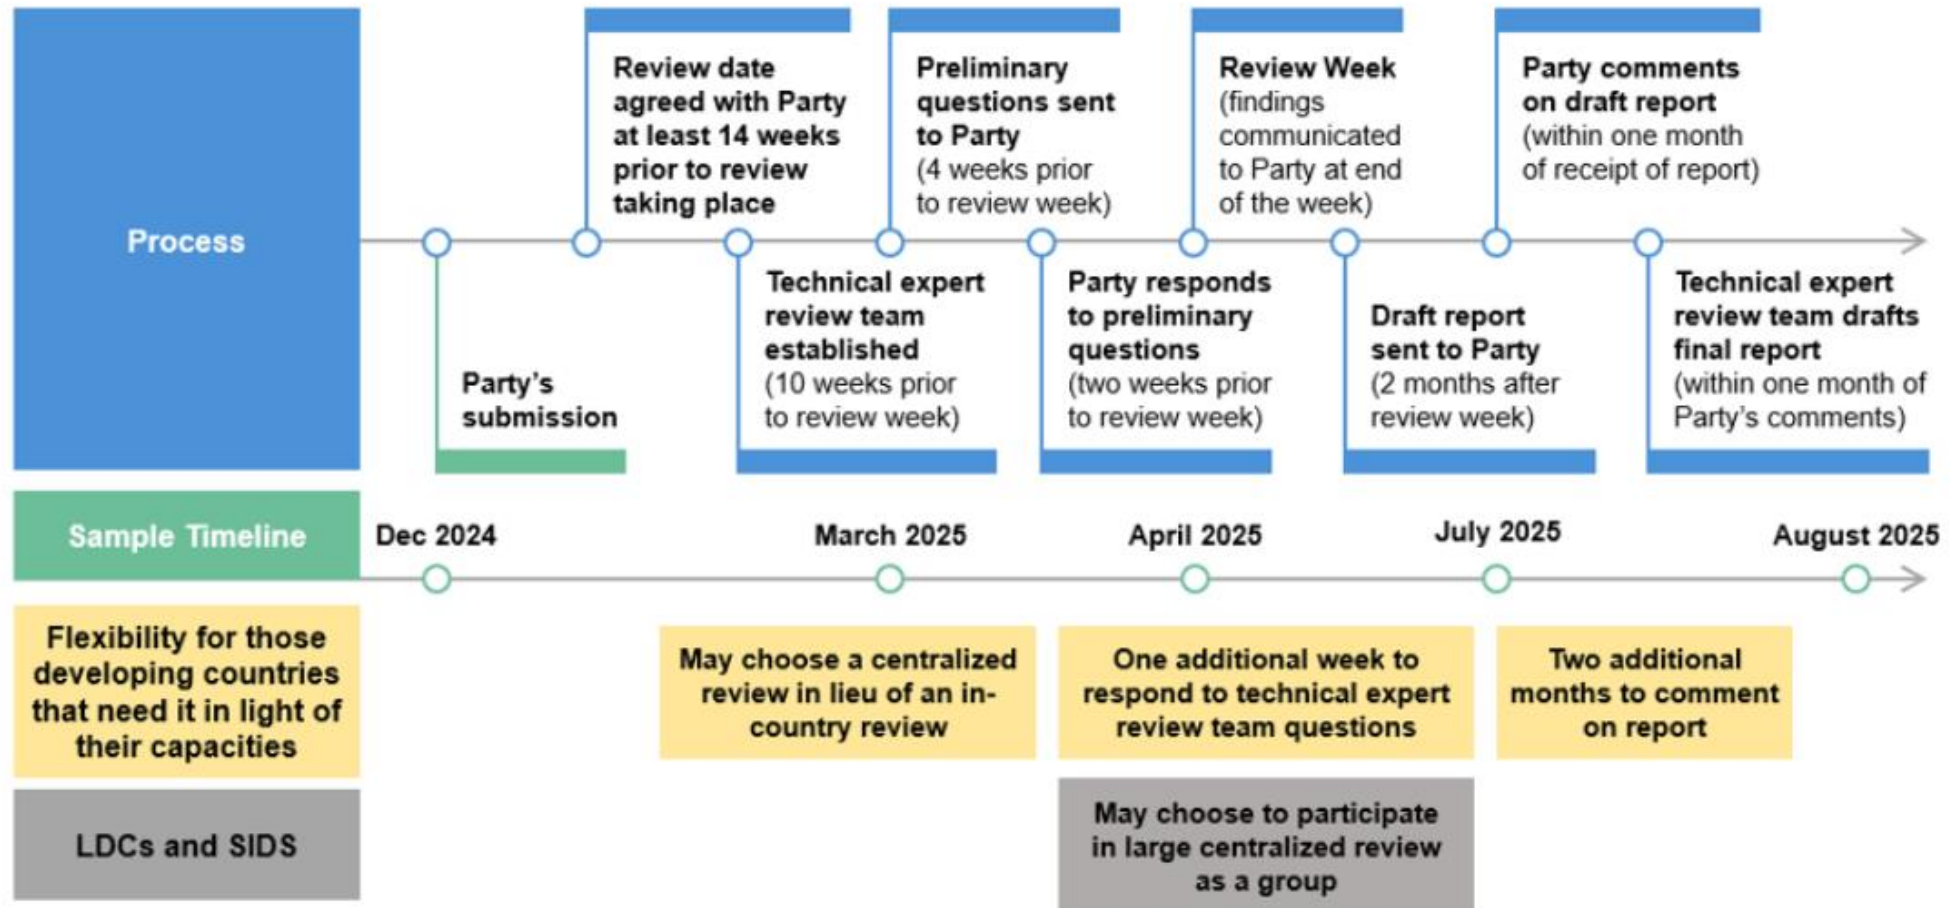 Process
Review date
agreed with Party
at least 14 weeks
prior to review
taking place
Preliminary
questions sent
to Party
(4 weeks prior
to review week)
Review Week
(findings
communicated
to Party at end
of the week)
Party comments
on draft report
(within one month
of receipt of report)
Party's
submission
Technical expert
review team
established
(10 weeks prior
to review week)
Party responds
to preliminary
questions
(two weeks prior
to review week)
Draft report
sent to Party
(2 months after
review week)
Technical expert
review team drafts
final report
(within one month of
Party's comments)
Sample Timeline
Dec 2024
March 2025
April 2025
July 2025
August 2025
Flexibility for those
developing countries
that need it in light of
their capacities
May choose a centralized
review in lieu of an in-
country review
One additional week to
respond to technical expert
review team questions
Two additional
months to comment
on report
LDCs and SIDS
May choose to participate
in large centralized review
as a group